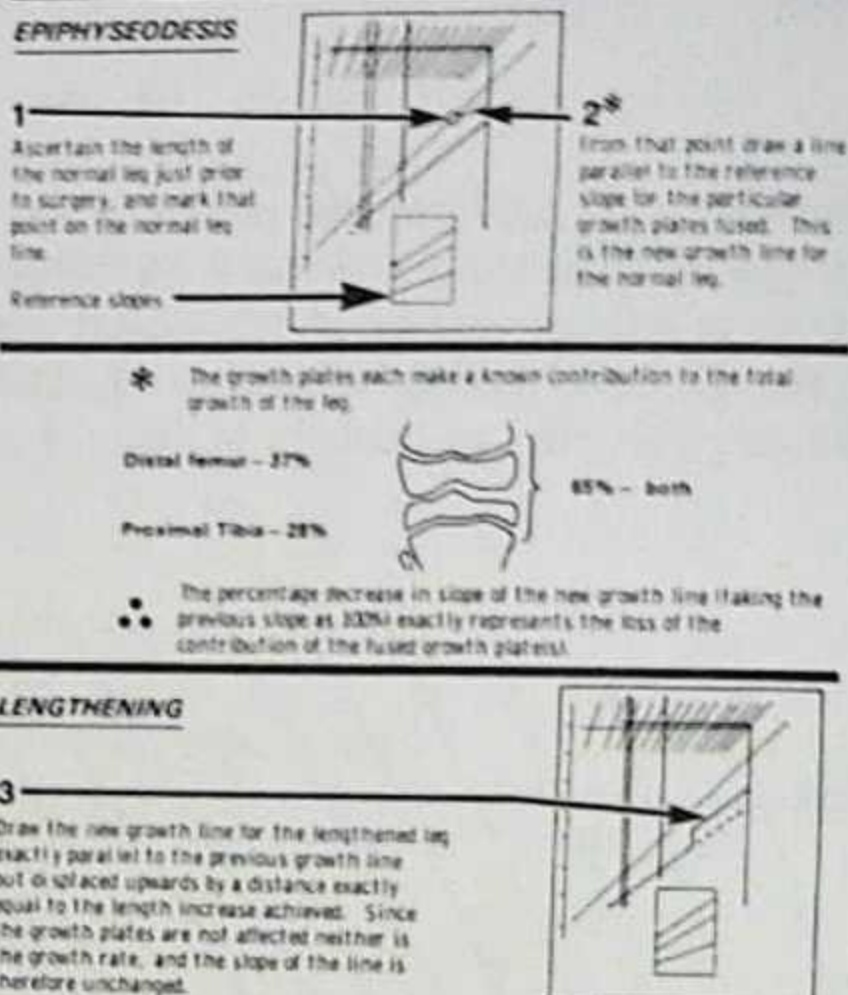 EPIPHYSEODESIS
1
Ascertain the length of
the normal leg just prior
to surgery, and mark that
point on the normal leg
line.
Reference slopes
2*
From that point draw a line
parallel to the reference
slope for the particular
growth plates fused. This
is the new growth line for
the normal leg.
* The growth plates each make a known contribution to the total
growth of the leg.
Distal femur - 37%
Proximal Tibia - 28%
65% - both
∴ The percentage decrease in slope of the new growth line (taking the
previous slope as 100%) exactly represents the loss of the
contribution of the fused growth plate(s).
LENGTHENING
3
Draw the new growth line for the lengthened leg
exactly parallel to the previous growth line
but displaced upwards by a distance exactly
equal to the length increase achieved. Since
the growth plates are not affected neither is
the growth rate, and the slope of the line is
therefore unchanged.